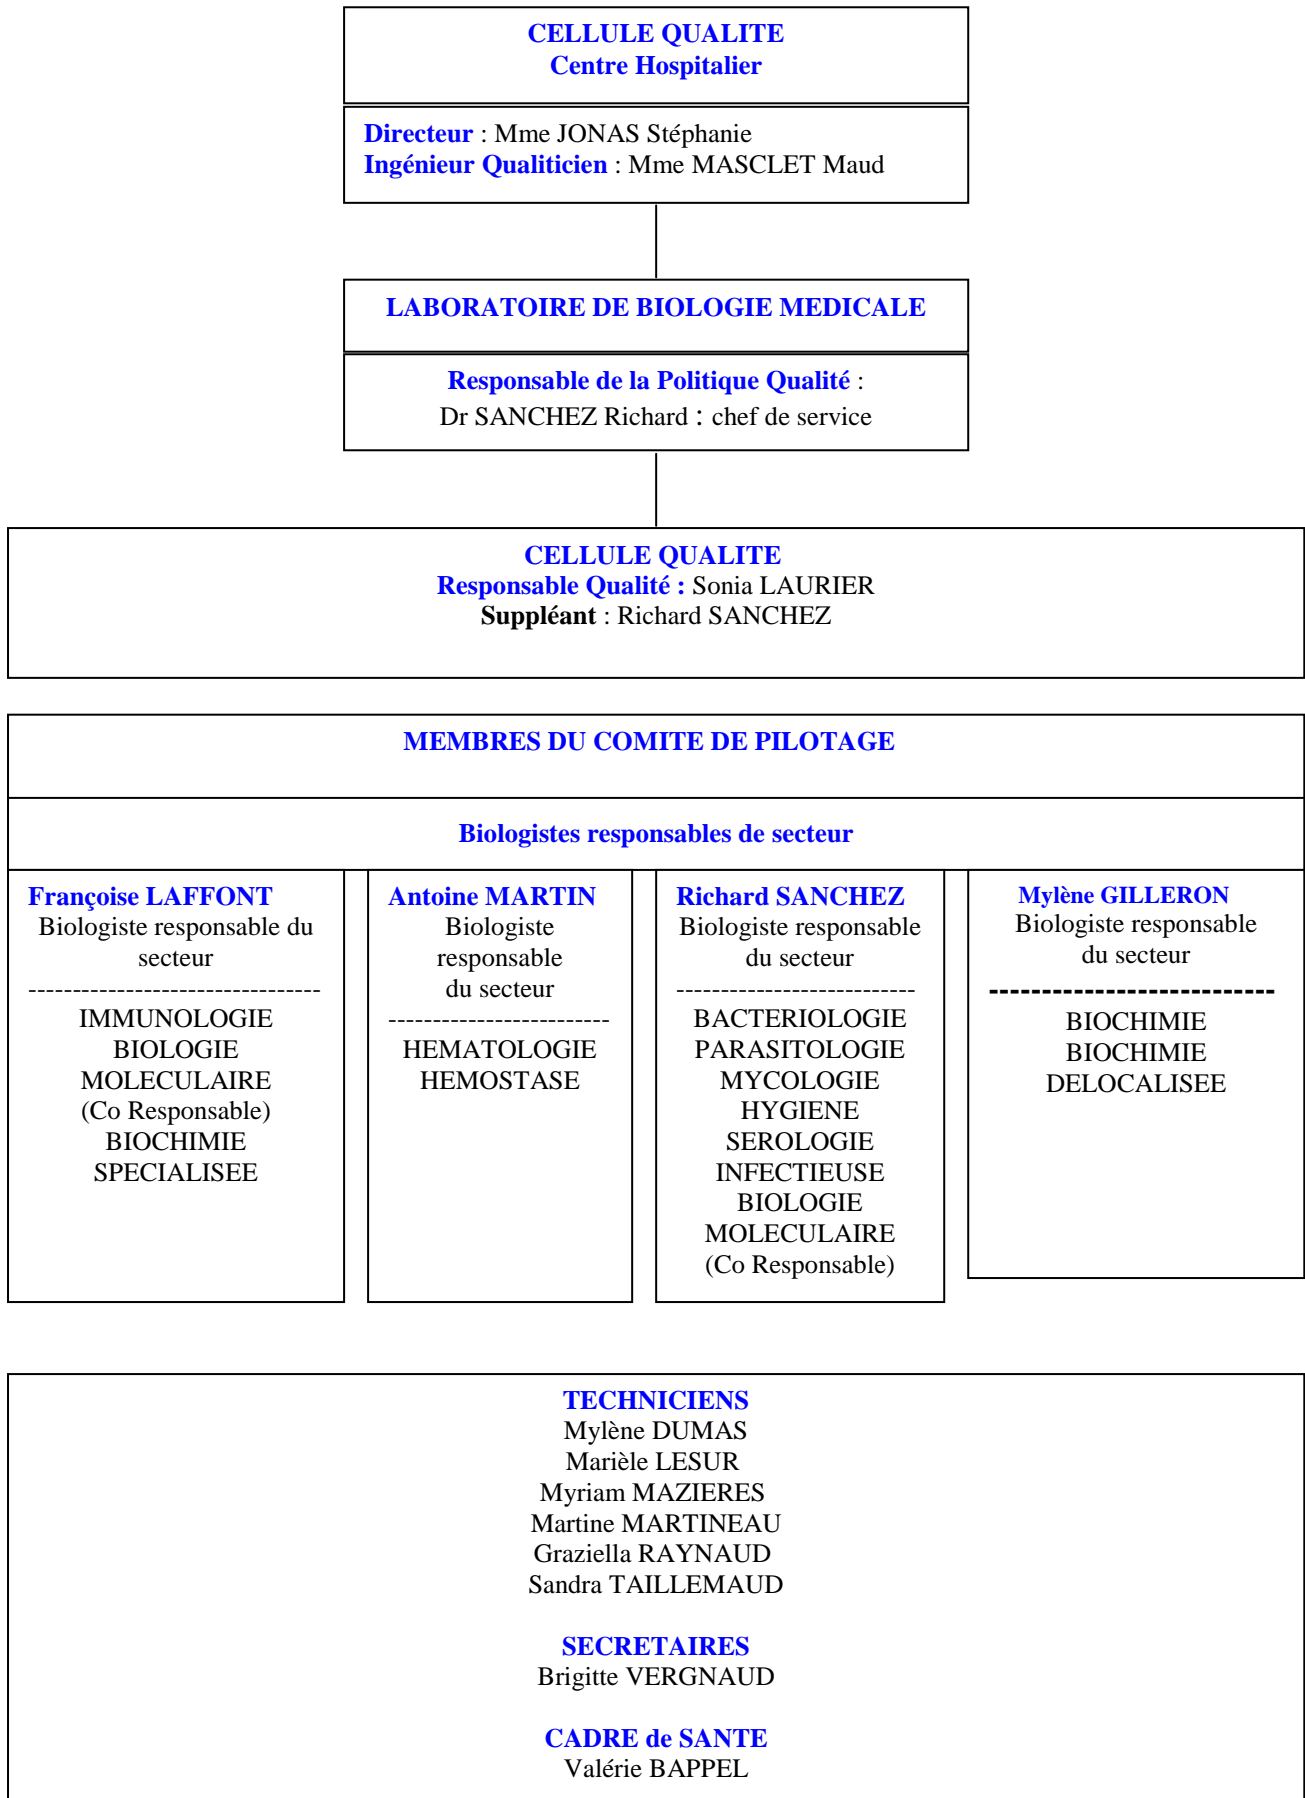 CELLULE QUALITE
Centre Hospitalier
Directeur : Mme JONAS Stéphanie
Ingénieur Qualiticien : Mme MASCLET Maud
LABORATOIRE DE BIOLOGIE MEDICALE
Responsable de la Politique Qualité :
Dr SANCHEZ Richard : chef de service
CELLULE QUALITE
Responsable Qualité : Sonia LAURIER
Suppléant : Richard SANCHEZ
MEMBRES DU COMITE DE PILOTAGE
Biologistes responsables de secteur
Françoise LAFFONT
Biologiste responsable du
secteur
---------------------------------
IMMUNOLOGIE
BIOLOGIE
MOLECULAIRE
(Co Responsable)
BIOCHIMIE
SPECIALISEE
Antoine MARTIN
Biologiste
responsable
du secteur
-------------------------
HEMATOLOGIE
HEMOSTASE
Richard SANCHEZ
Biologiste responsable
du secteur
---------------------------
BACTERIOLOGIE
PARASITOLOGIE
MYCOLOGIE
HYGIENE
SEROLOGIE
INFECTIEUSE
BIOLOGIE
MOLECULAIRE
(Co Responsable)
Mylène GILLERON
Biologiste responsable
du secteur
---------------------------
BIOCHIMIE
BIOCHIMIE
DELOCALISEE
TECHNICIENS
Mylène DUMAS
Marièle LESUR
Myriam MAZIERES
Martine MARTINEAU
Graziella RAYNAUD
Sandra TAILLEMAUD
SECRETAIRES
Brigitte VERGNAUD
CADRE de SANTE
Valérie BAPPEL